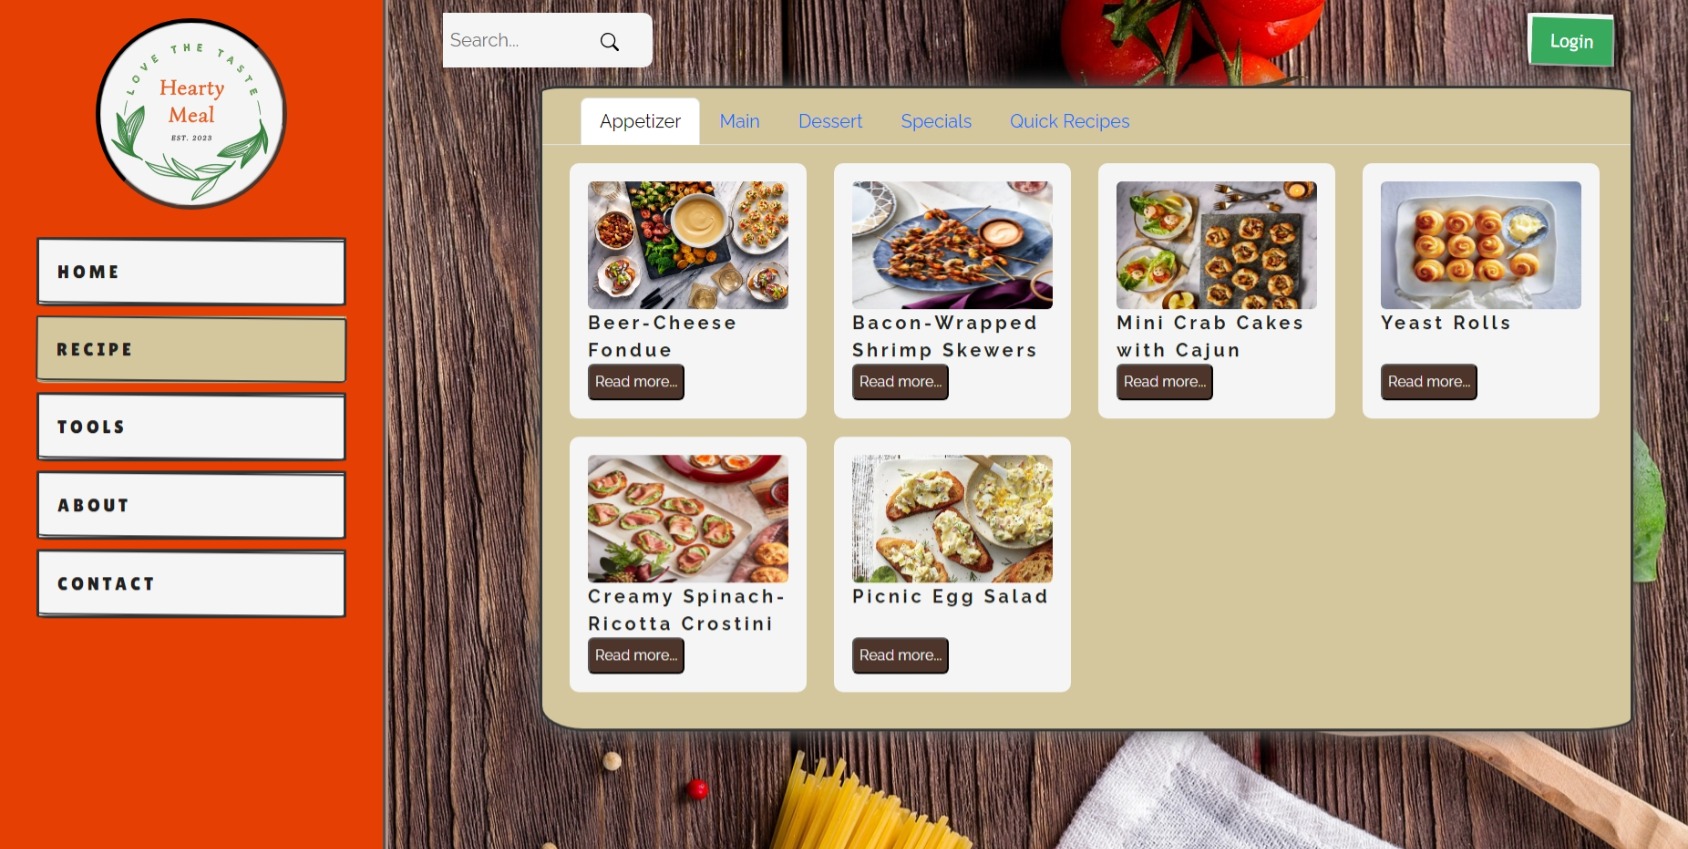 LOVE THE TASTE
Hearty
Meal
EST. 2023
HOME
RECIPE
TOOLS
ABOUT
CONTACT
Search...
Login
Appetizer Main Dessert Specials Quick Recipes
Beer-Cheese
Fondue
Read more...
Bacon-Wrapped
Shrimp Skewers
Read more...
Mini Crab Cakes
with Cajun
Read more...
Yeast Rolls
Read more...
Creamy Spinach-
Ricotta Crostini
Read more...
Picnic Egg Salad
Read more...